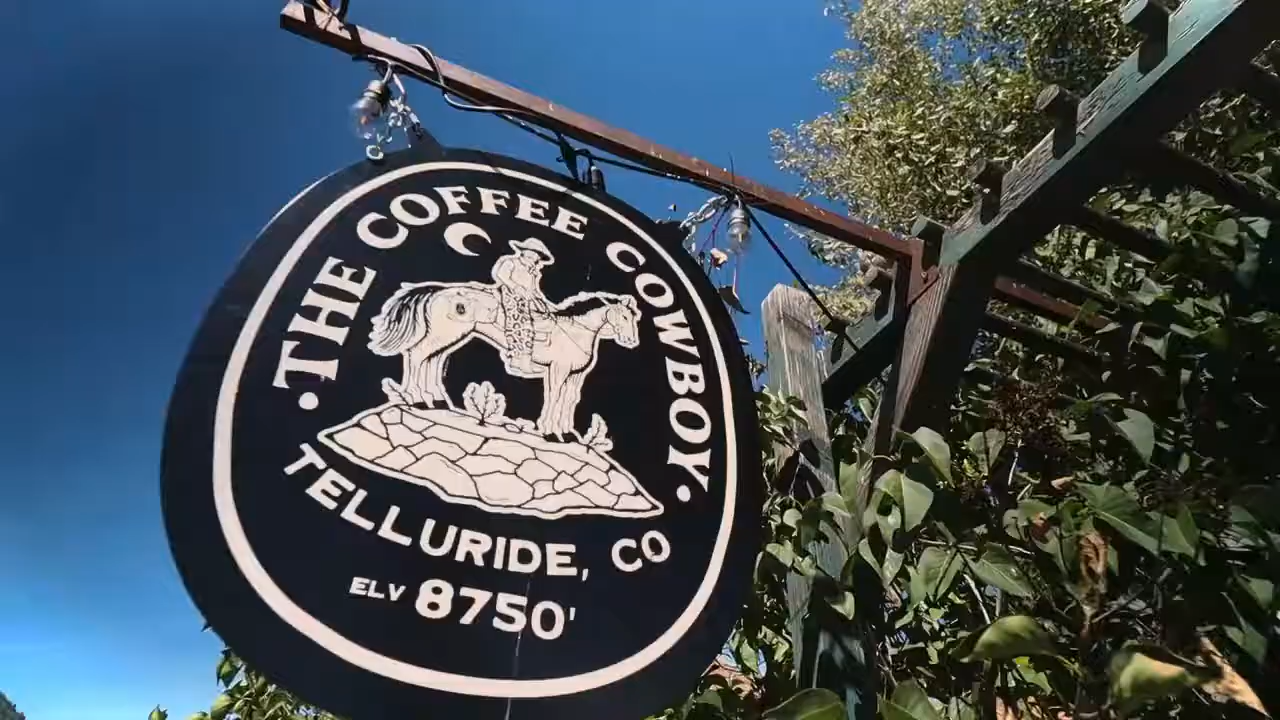 • THE COFFEE COWBOY •
TELLURIDE, CO
ELV 8750'